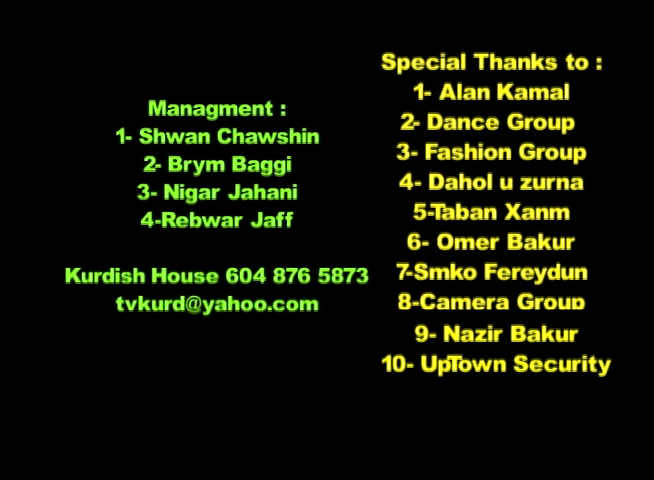 Managment :
1- Shwan Chawshin
2- Brym Baggi
3- Nigar Jahani
4-Rebwar Jaff
Kurdish House 604 876 5873
tvkurd@yahoo.com
Special Thanks to :
1- Alan Kamal
2- Dance Group
3- Fashion Group
4- Dahol u zurna
5-Taban Xanm
6- Omer Bakur
7-Smko Fereydun
8-Camera Group
9- Nazir Bakur
10- UpTown Security